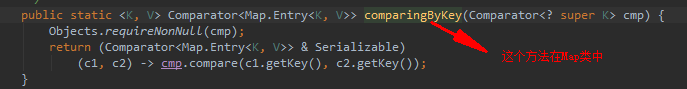 public static <K, V> Comparator<Map.Entry<K, V>> comparingByKey(Comparator<? super K> cmp) {
Objects.requireNonNull(cmp);
return (Comparator<Map.Entry<K, V>> & Serializable)
(c1, c2) -> cmp.compare(c1.getKey(), c2.getKey());
}
这个方法在Map类中